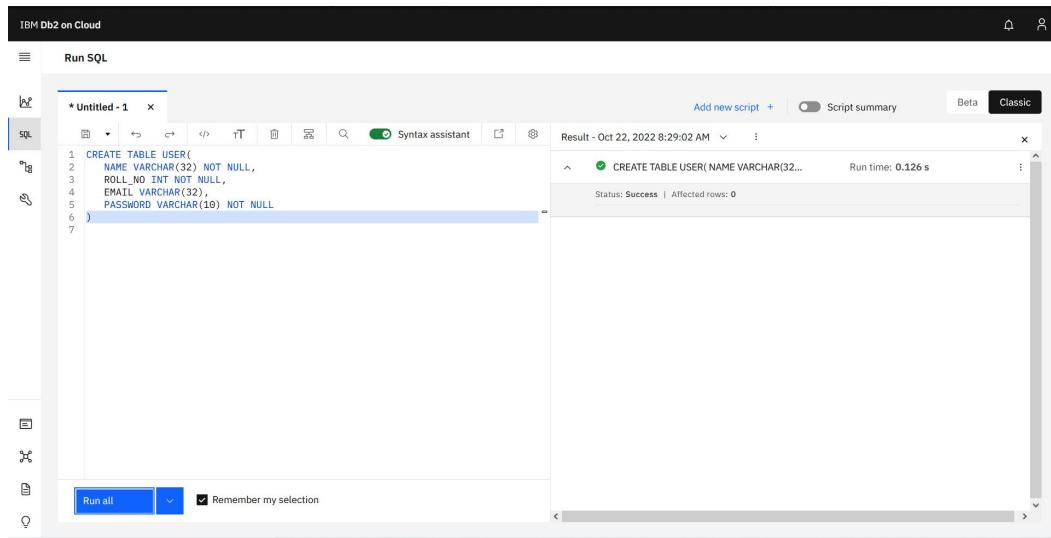 IBM Db2 on Cloud
Run SQL
* Untitled - 1 ×
Add new script +
Script summary
Beta
Classic
SQL
Syntax assistant
Result - Oct 22, 2022 8:29:02 AM
1 CREATE TABLE USER(
2 NAME VARCHAR(32) NOT NULL,
3 ROLL_NO INT NOT NULL,
4 EMAIL VARCHAR(32),
5 PASSWORD VARCHAR(10) NOT NULL
6 )
7
CREATE TABLE USER( NAME VARCHAR(32...
Run time: 0.126 s
Status: Success | Affected rows: 0
Run all
Remember my selection